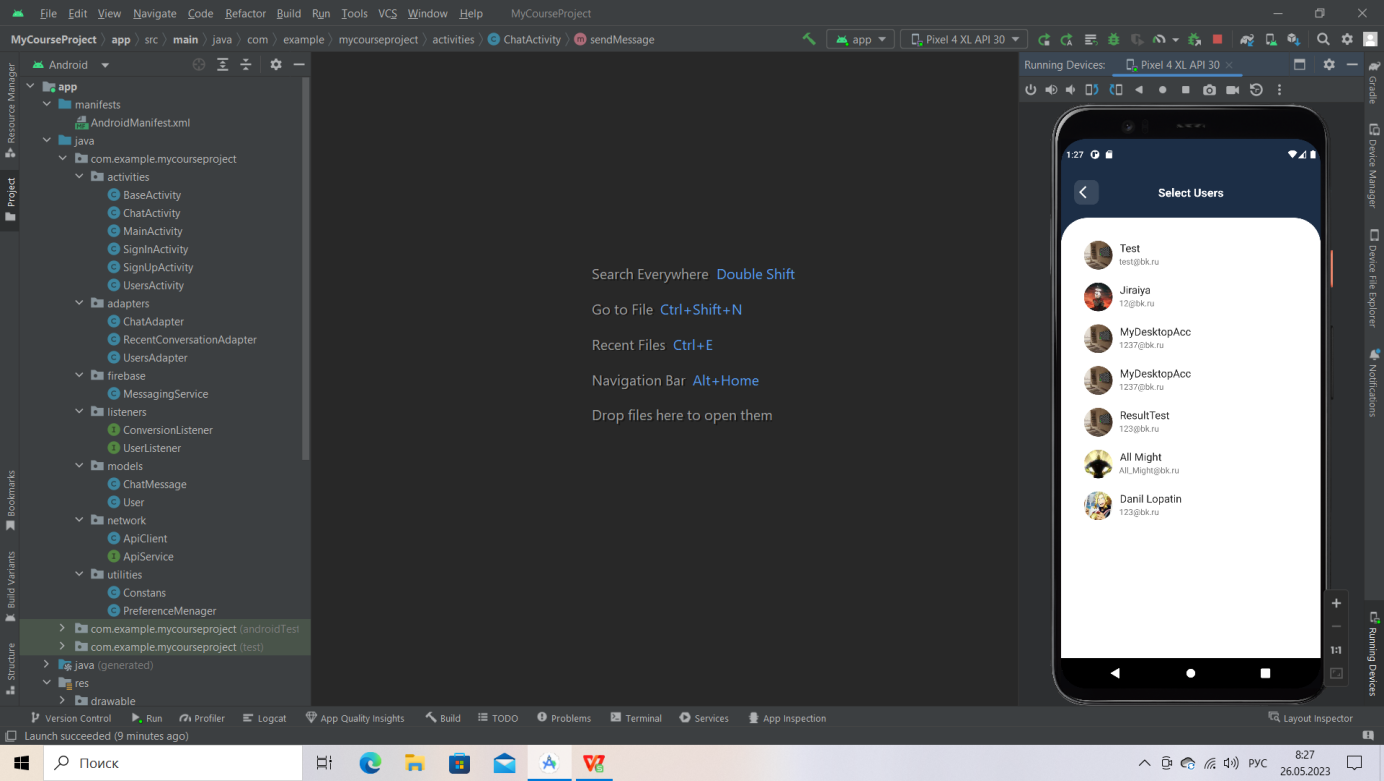 File Edit View Navigate Code Refactor Build Run Tools VCS Window Help MyCourseProject
MyCourseProject app src main java com example mycourseproject activities ChatActivity sendMessage
app Pixel 4 XL API 30
Android
Running Devices: Pixel 4 XL API 30
Resource Manager
Project
Bookmarks
Build Variants
Structure
app
manifests
AndroidManifest.xml
java
com.example.mycourseproject
activities
BaseActivity
ChatActivity
MainActivity
SignInActivity
SignUpActivity
UsersActivity
adapters
ChatAdapter
RecentConversationAdapter
UsersAdapter
firebase
MessagingService
listeners
ConversionListener
UserListener
models
ChatMessage
User
network
ApiClient
ApiService
utilities
Constans
PreferenceMenager
com.example.mycourseproject (androidTest
com.example.mycourseproject (test)
java (generated)
res
drawable
Search Everywhere Double Shift
Go to File Ctrl+Shift+N
Recent Files Ctrl+E
Navigation Bar Alt+Home
Drop files here to open them
1:27
Select Users
Test
test@bk.ru
Jiraiya
12@bk.ru
MyDesktopAcc
1237@bk.ru
MyDesktopAcc
1237@bk.ru
ResultTest
123@bk.ru
All Might
All_Might@bk.ru
Danil Lopatin
123@bk.ru
1:1
Gradle
Device Manager
Device File Explorer
Notifications
Running Devices
Version Control Run Profiler Logcat App Quality Insights Build TODO Problems Terminal Services App Inspection Layout Inspector
Launch succeeded (9 minutes ago)
Поиск
РУС
8:27
26.05.2023